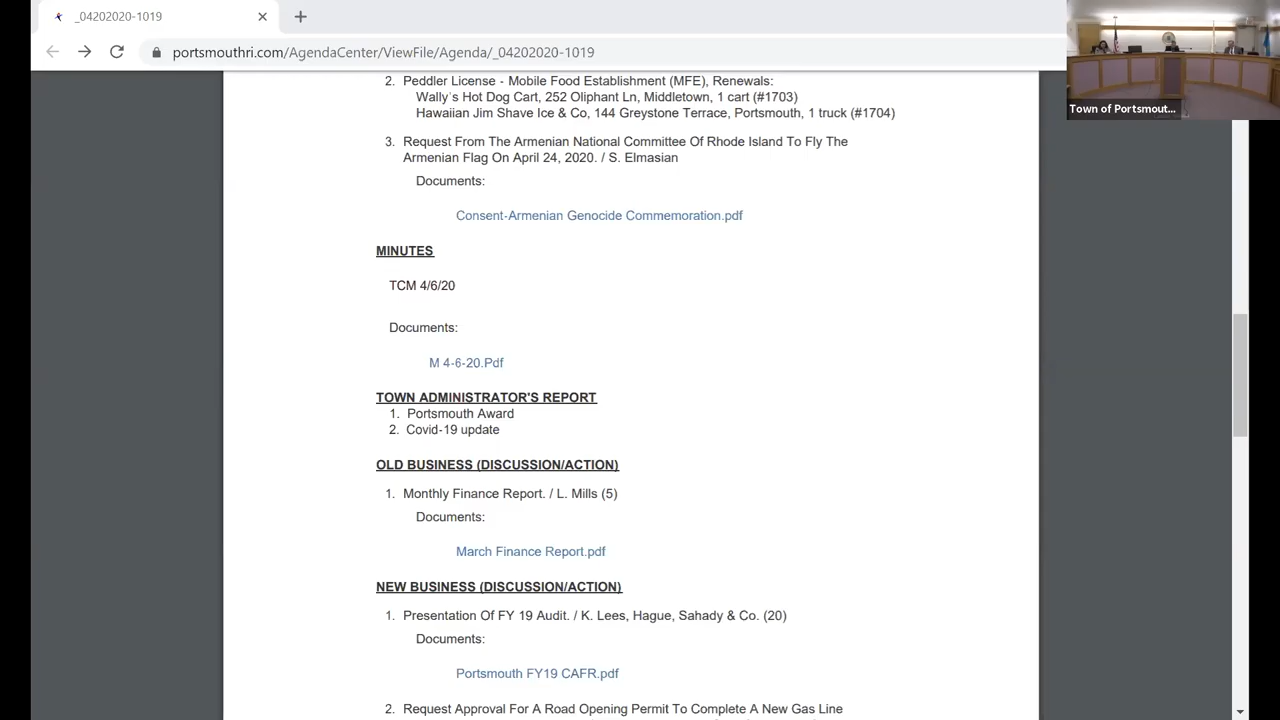 _04202020-1019
portsmouthri.com/AgendaCenter/ViewFile/Agenda/_04202020-1019
Town of Portsmout...
2. Peddler License - Mobile Food Establishment (MFE), Renewals:
Wally's Hot Dog Cart, 252 Oliphant Ln, Middletown, 1 cart (#1703)
Hawaiian Jim Shave Ice & Co, 144 Greystone Terrace, Portsmouth, 1 truck (#1704)
3. Request From The Armenian National Committee Of Rhode Island To Fly The
Armenian Flag On April 24, 2020. / S. Elmasian
Documents:
Consent-Armenian Genocide Commemoration.pdf
MINUTES
TCM 4/6/20
Documents:
M 4-6-20.Pdf
TOWN ADMINISTRATOR'S REPORT
1. Portsmouth Award
2. Covid-19 update
OLD BUSINESS (DISCUSSION/ACTION)
1. Monthly Finance Report. / L. Mills (5)
Documents:
March Finance Report.pdf
NEW BUSINESS (DISCUSSION/ACTION)
1. Presentation Of FY 19 Audit. / K. Lees, Hague, Sahady & Co. (20)
Documents:
Portsmouth FY19 CAFR.pdf
2. Request Approval For A Road Opening Permit To Complete A New Gas Line